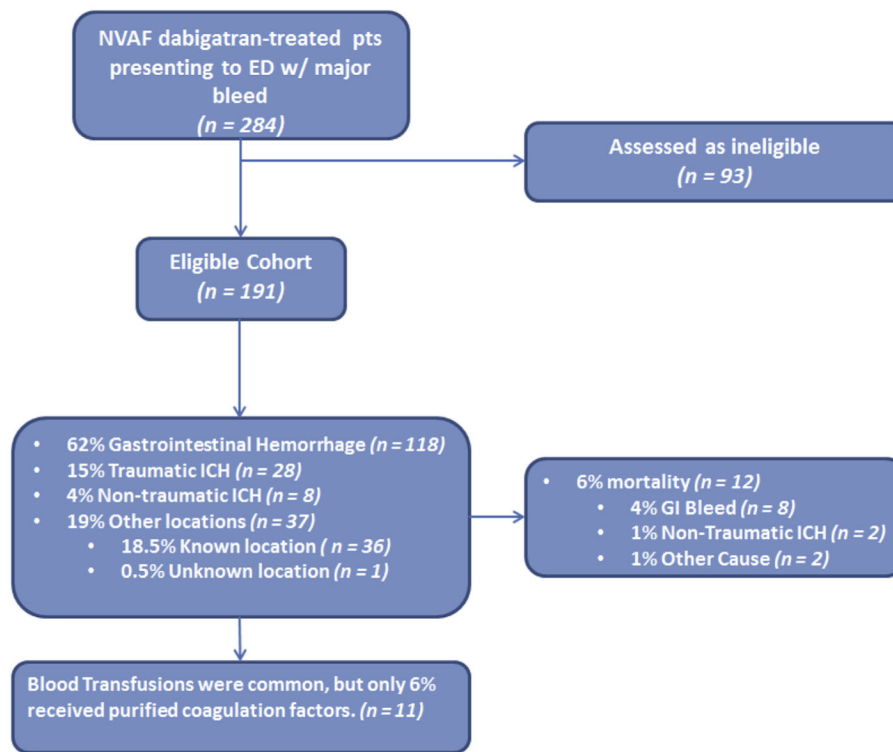 NVAF dabigatran-treated pts
presenting to ED w/ major
bleed
(n = 284)
Assessed as ineligible
(n = 93)
Eligible Cohort
(n = 191)
• 62% Gastrointestinal Hemorrhage (n = 118)
• 15% Traumatic ICH (n = 28)
• 4% Non-traumatic ICH (n = 8)
• 19% Other locations (n = 37)
• 18.5% Known location ( n = 36)
• 0.5% Unknown location (n = 1)
• 6% mortality (n = 12)
• 4% GI Bleed (n = 8)
• 1% Non-Traumatic ICH (n = 2)
• 1% Other Cause (n = 2)
Blood Transfusions were common, but only 6%
received purified coagulation factors. (n = 11)